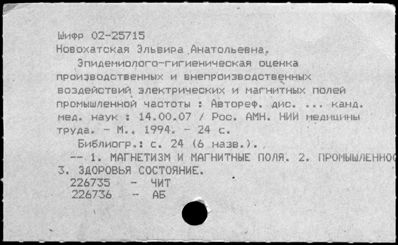 Шифр 02-25715
Новохатская Эльвира Анатольевна.
Эпидемиолого-гигиеническая оценка
производственных и внепроизводственных
воздействий электрических и магнитных полей
промышленной частоты : Автореф. дис. ... канд.
мед. наук : 14.00.07 / Рос. АМН. НИИ медицины
труда. - М., 1994. - 24 с.
Библиогр.: с. 24 (6 назв.).
-- 1. МАГНЕТИЗМ И МАГНИТНЫЕ ПОЛЯ. 2. ПРОМЫШЛЕННОС
3. ЗДОРОВЬЯ СОСТОЯНИЕ.
226735 - ЧИТ
226736 - АБ